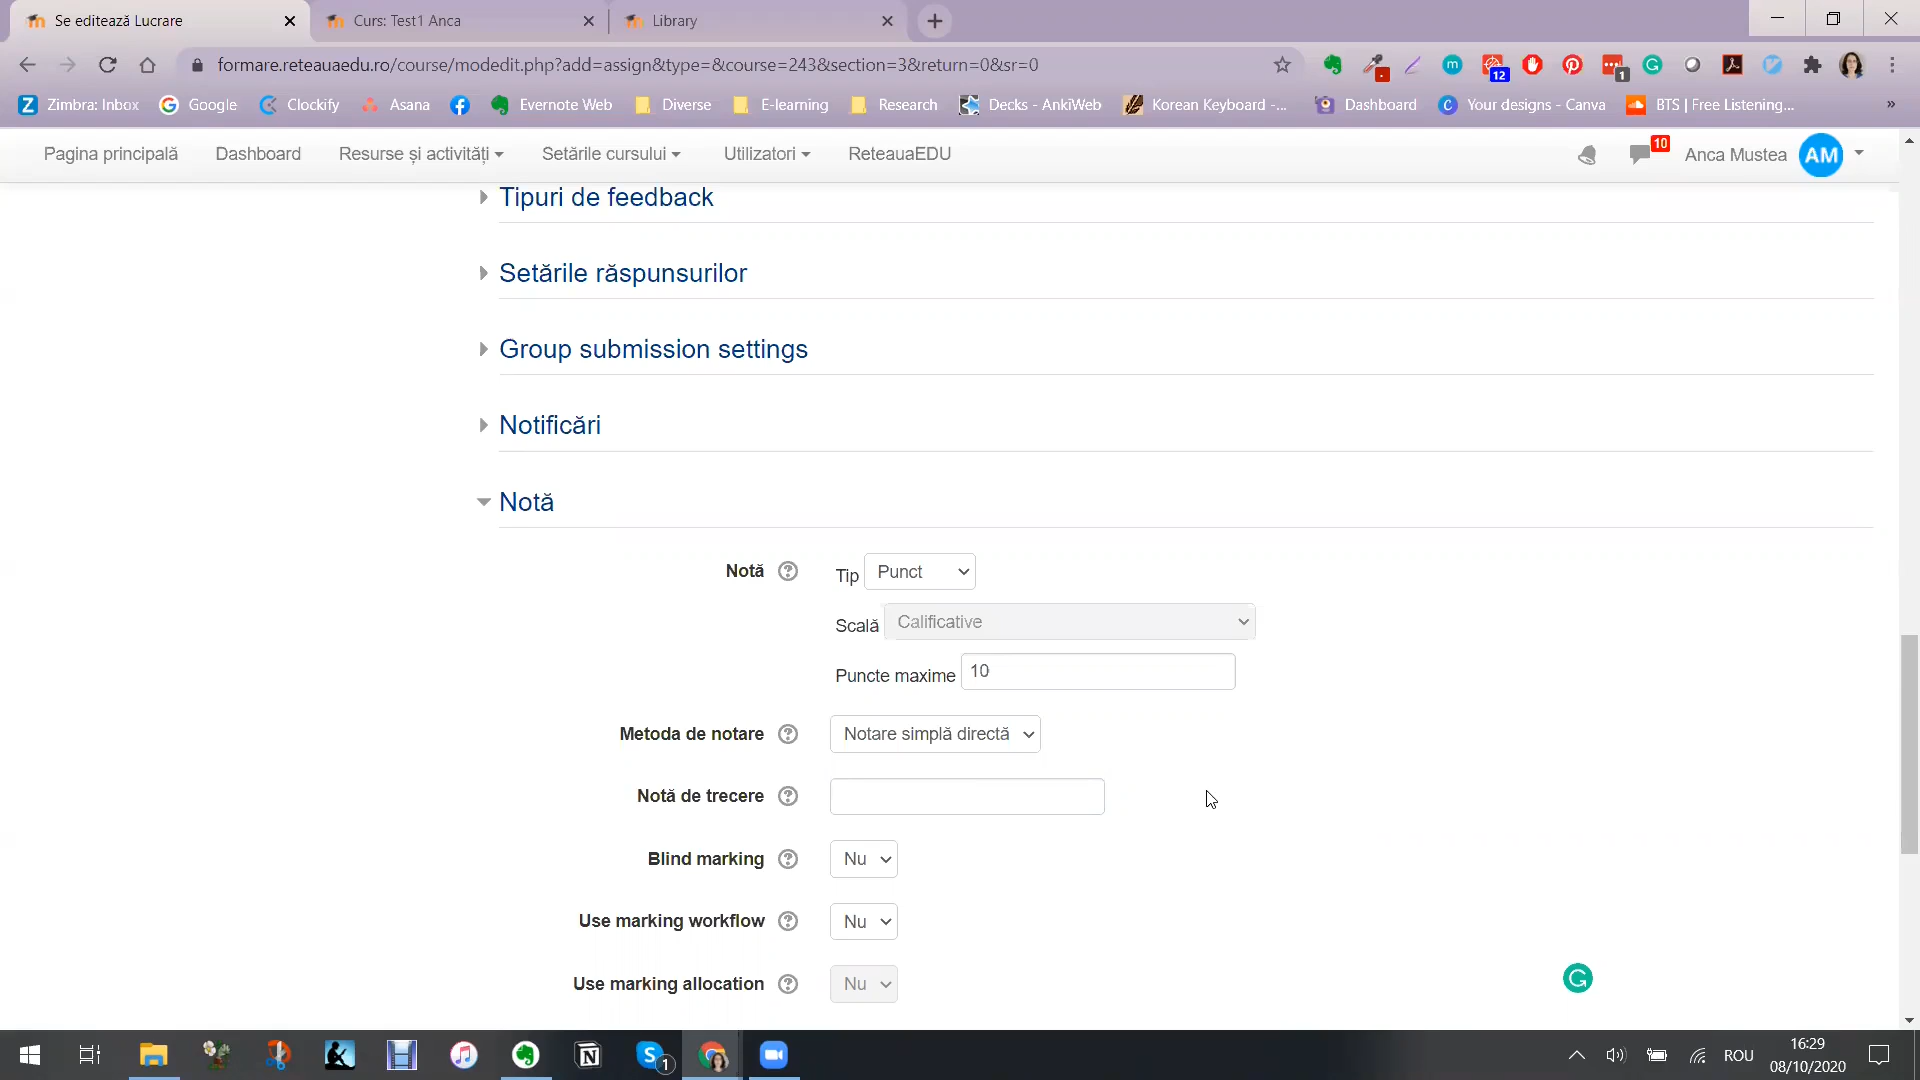 Se editează Lucrare
Curs: Test1 Anca
Library
formare.reteauaedu.ro/course/modedit.php?add=assign&type=&course=243&section=3&return=0&sr=0
12
1
Zimbra: Inbox
Google
Clockify
Asana
Evernote Web
Diverse
E-learning
Research
Decks - AnkiWeb
Korean Keyboard -...
Dashboard
Your designs - Canva
BTS | Free Listening...
Pagina principală
Dashboard
Resurse și activități
Setările cursului
Utilizatori
ReteauaEDU
10
Anca Mustea
AM
Tipuri de feedback
Setările răspunsurilor
Group submission settings
Notificări
Notă
Notă
Tip Punct
Scală Calificative
Puncte maxime 10
Metoda de notare
Notare simplă directă
Notă de trecere
Blind marking
Nu
Use marking workflow
Nu
Use marking allocation
Nu
1
ROU
16:29
08/10/2020